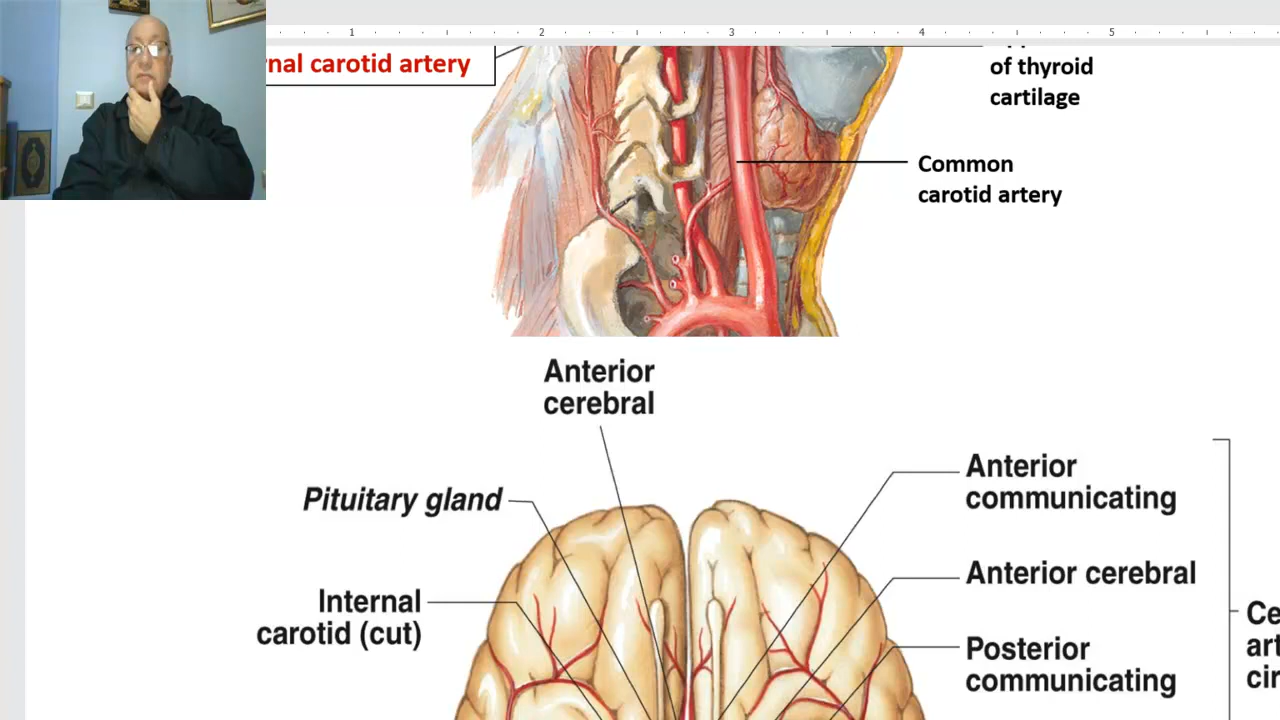 1 2 3 4 5
carotid artery
of thyroid
cartilage
Common
carotid artery
Anterior
cerebral
Pituitary gland
Internal
carotid (cut)
Anterior
communicating
Anterior cerebral
Posterior
communicating